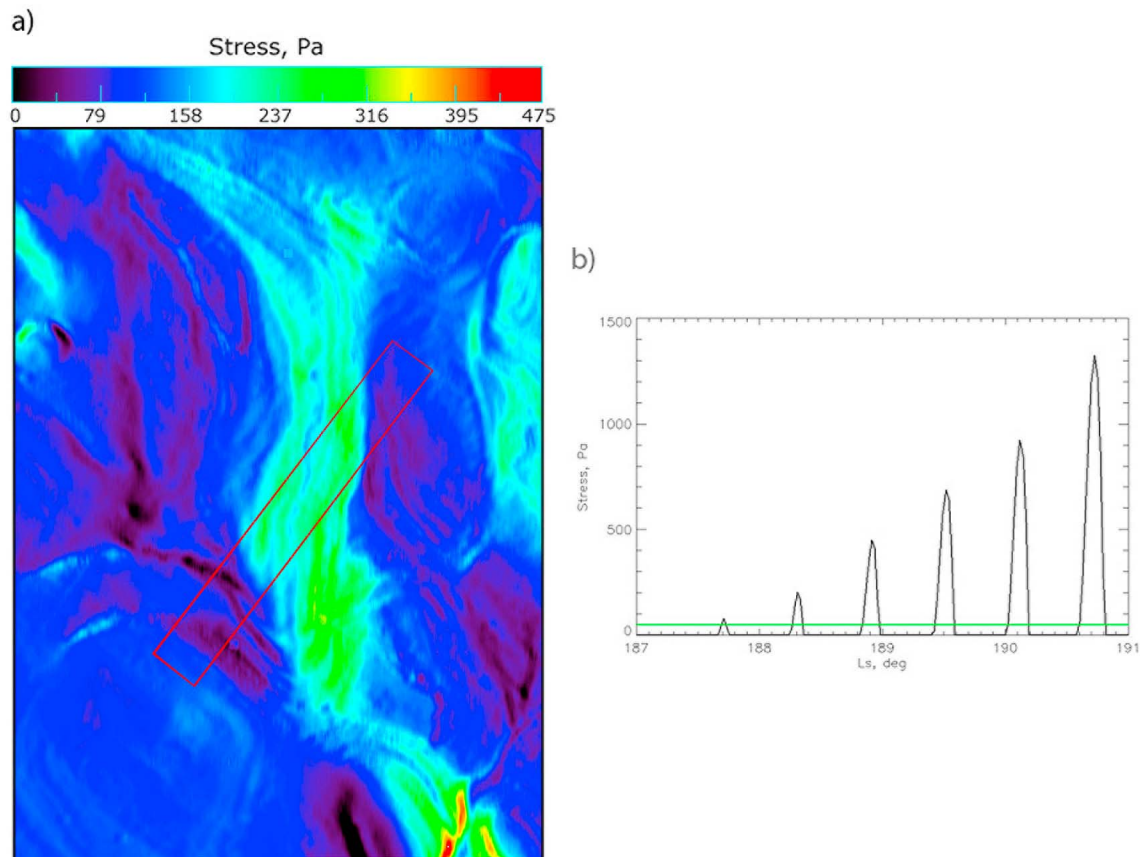 a)
Stress, Pa
0 79 158 237 316 395 475
b)
1500
1000
500
0
Stress, Pa
187 188 189 190 191
Ls, deg